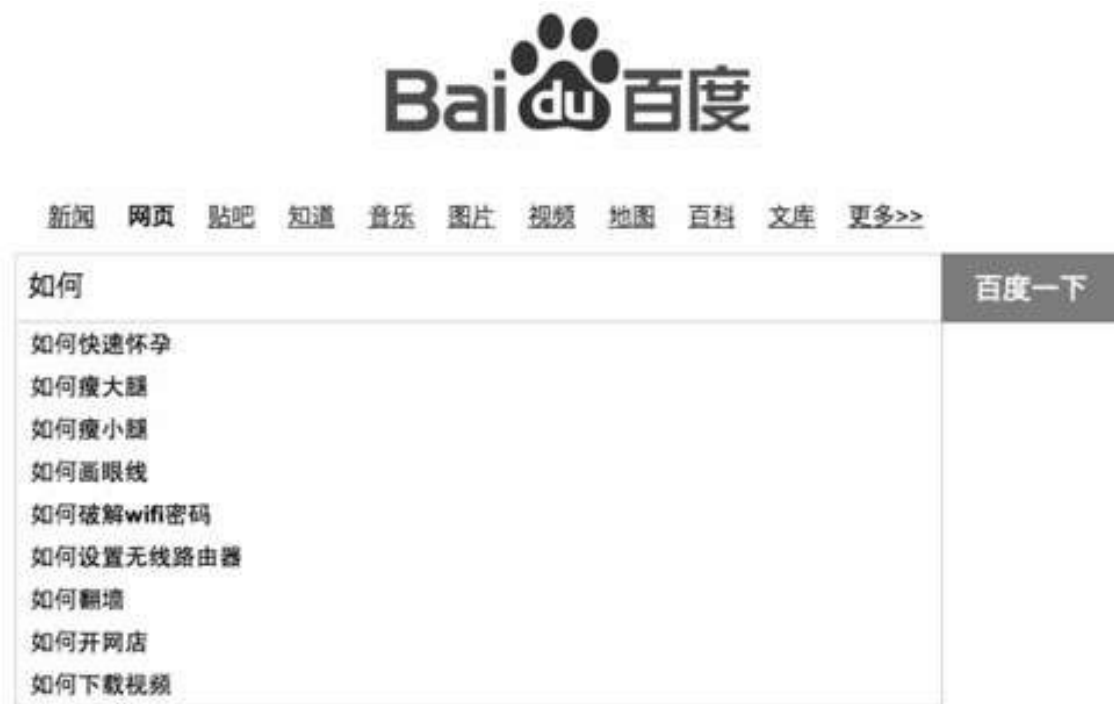 Baidu百度
新闻 网页 贴吧 知道 音乐 图片 视频 地图 百科 文库 更多>>
如何 百度一下
如何快速怀孕
如何瘦大腿
如何瘦小腿
如何画眼线
如何破解wifi密码
如何设置无线路由器
如何翻墙
如何开网店
如何下载视频